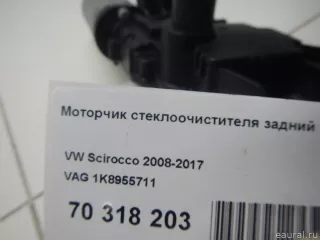 Моторчик стеклоочистителя задний
VW Scirocco 2008-2017
VAG 1K8955711
70 318 203
eaural.ru